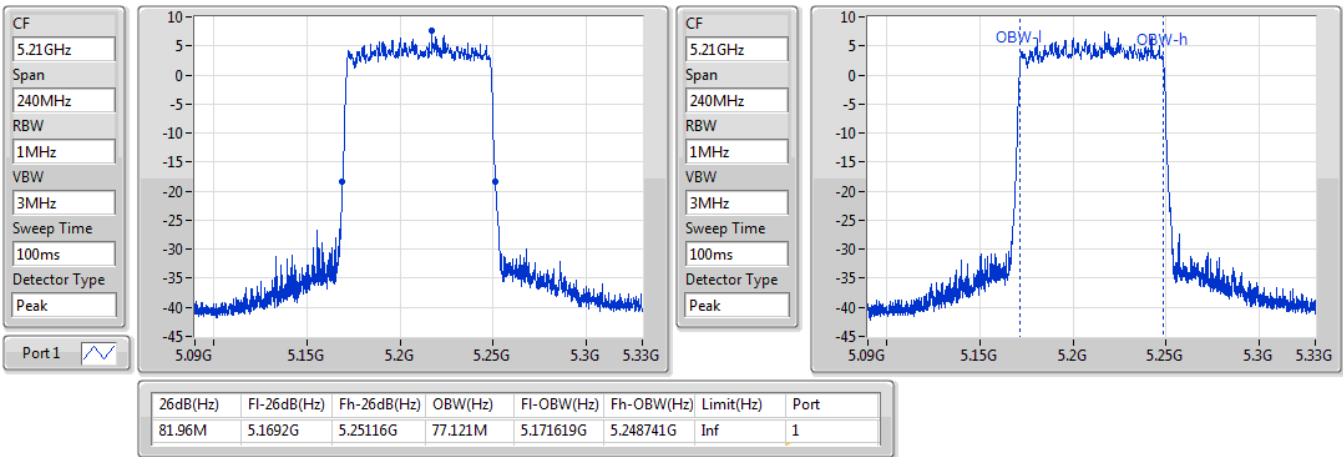 CF
5.21GHz
Span
240MHz
RBW
1MHz
VBW
3MHz
Sweep Time
100ms
Detector Type
Peak
Port 1
10
5
0
-5
-10
-15
-20
-25
-30
-35
-40
-45
5.09G 5.15G 5.2G 5.25G 5.3G 5.33G
CF
5.21GHz
Span
240MHz
RBW
1MHz
VBW
3MHz
Sweep Time
100ms
Detector Type
Peak
10
5
0
-5
-10
-15
-20
-25
-30
-35
-40
-45
OBW-l OBW-h
5.09G 5.15G 5.2G 5.25G 5.3G 5.33G
26dB(Hz) Fl-26dB(Hz) Fh-26dB(Hz) OBW(Hz) Fl-OBW(Hz) Fh-OBW(Hz) Limit(Hz) Port
81.96M 5.1692G 5.25116G 77.121M 5.171619G 5.248741G Inf 1